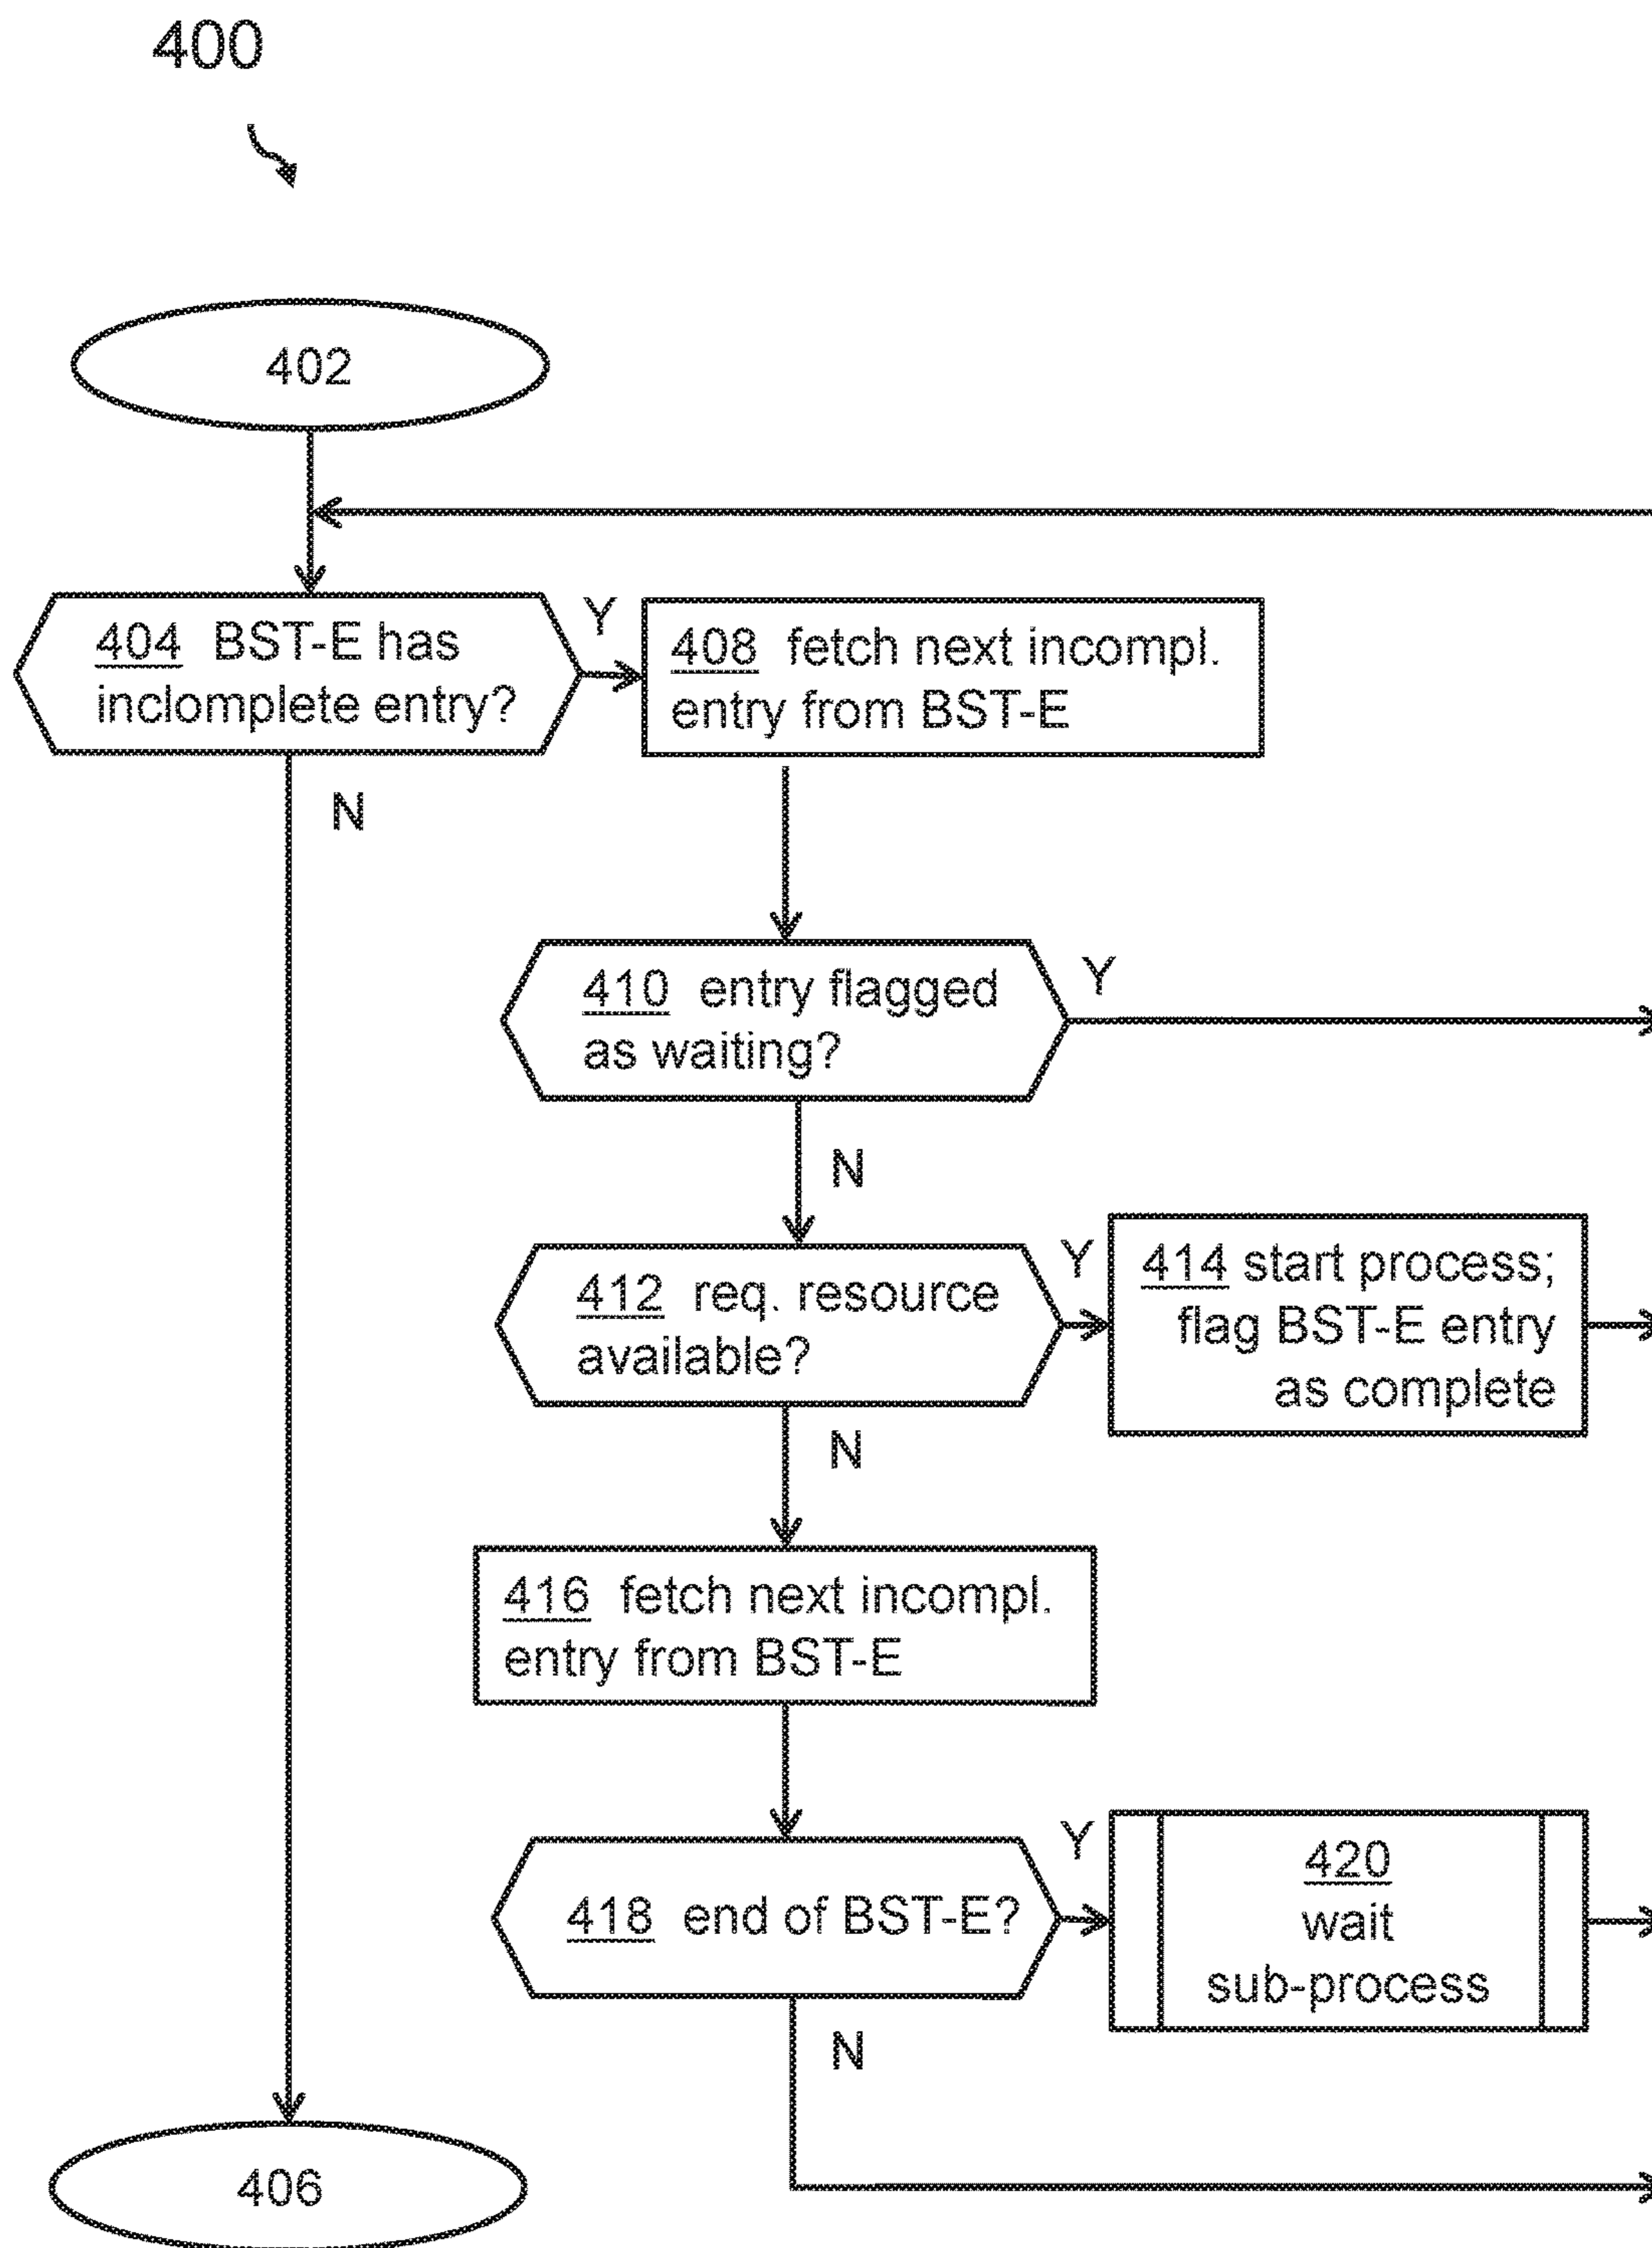 400
402
404 BST-E has
inclomplete entry?
Y
408 fetch next incompl.
entry from BST-E
N
410 entry flagged
as waiting?
Y
N
412 req. resource
available?
Y
414 start process;
flag BST-E entry
as complete
N
416 fetch next incompl.
entry from BST-E
418 end of BST-E?
Y
420
wait
sub-process
N
406